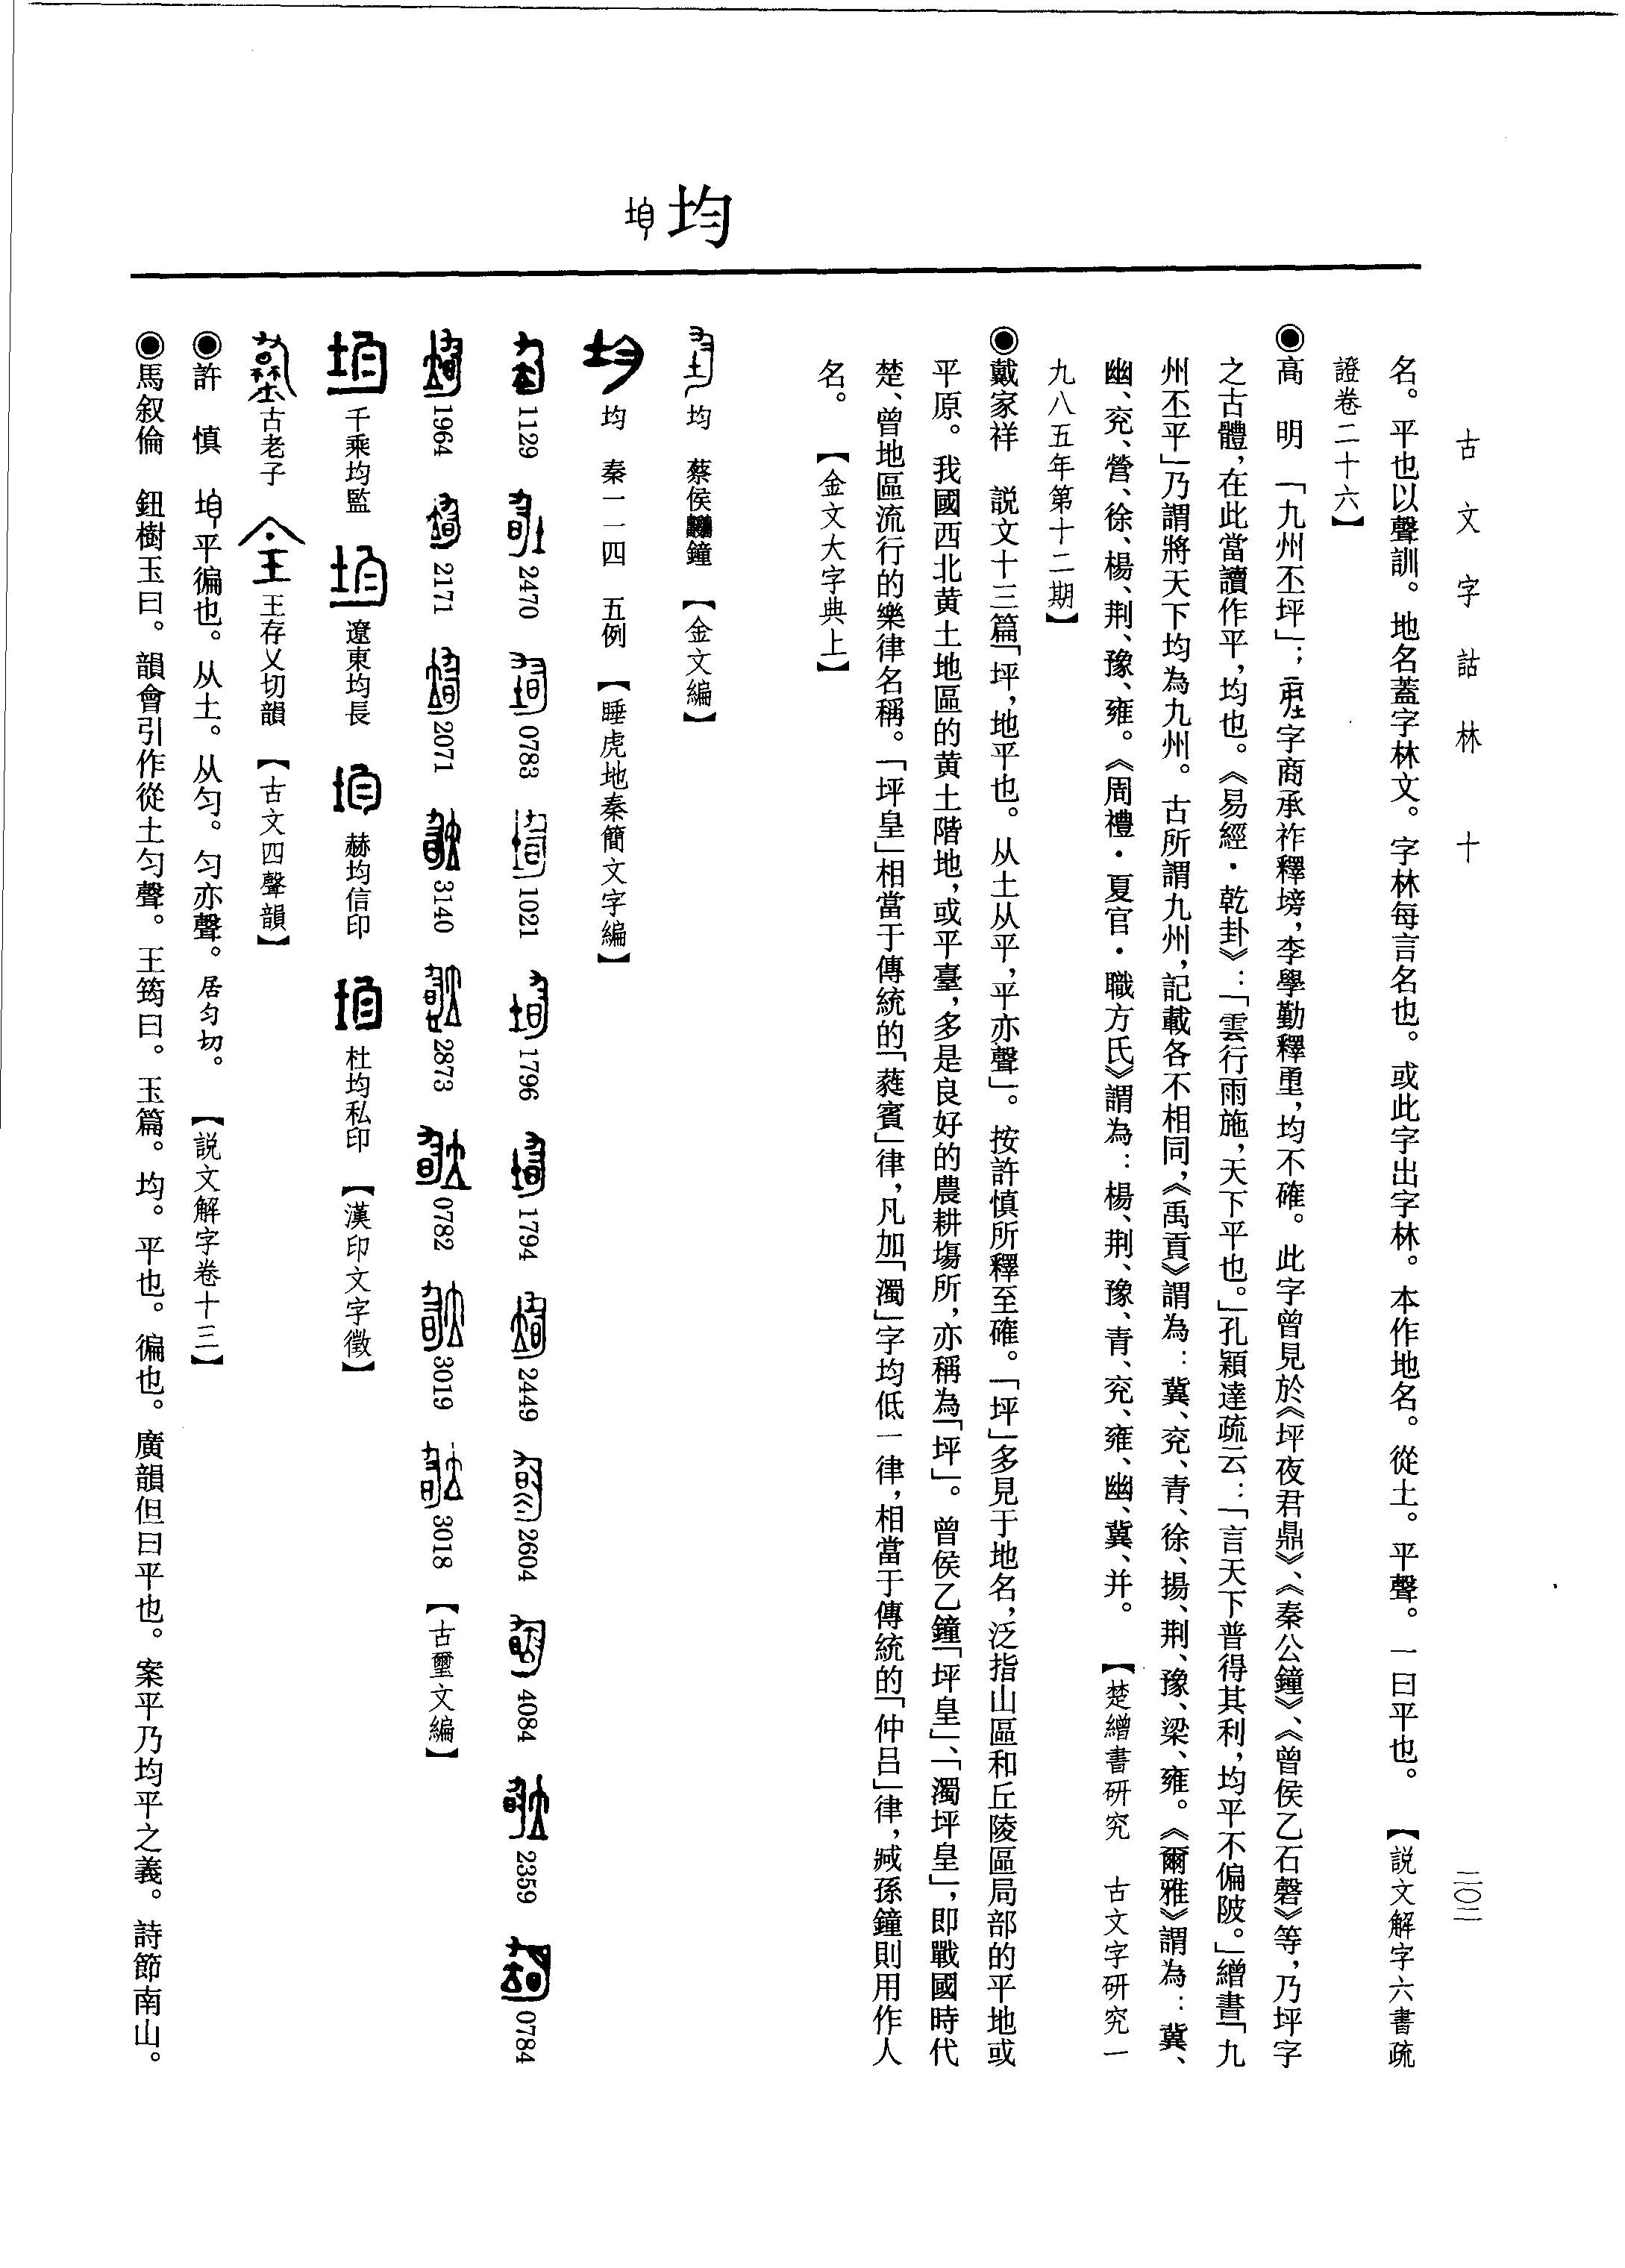 古文字詁林　十
二〇二
均
名。平也以聲訓。地名蓋字林文。字林每言名也。或此字出字林。本作地名。從土。平聲。一曰平也。　【説文解字六書疏
證卷二十六】
◉高　明　「九州丕坪」；字商承祚釋塝，李學勤釋重，均不確。此字曾見於《坪夜君鼎》、《秦公鐘》、《曾侯乙石磬》等，乃坪字
之古體，在此當讀作平，均也。《易經·乾卦》：「雲行雨施，天下平也。」孔穎達疏云：「言天下普得其利，均平不偏陂。」繒書「九
州丕平」乃謂將天下均為九州。古所謂九州，記載各不相同，《禹貢》謂為：冀、兖、青、徐、揚、荆、豫、梁、雍。《爾雅》謂為：冀、
幽、兖、營、徐、楊、荆、豫、雍。《周禮·夏官·職方氏》謂為：楊、荆、豫、青、兖、雍、幽、冀、并。　【楚繒書研究　古文字研究一
九八五年第十二期】
◉戴家祥　説文十三篇「坪，地平也。从土从平，平亦聲」。按許慎所釋至確。「坪」多見于地名，泛指山區和丘陵區局部的平地或
平原。我國西北黄土地區的黄土階地，或平臺，多是良好的農耕塲所，亦稱為「坪」。曾侯乙鐘「坪皇」、「濁坪皇」，即戰國時代
楚、曾地區流行的樂律名稱。「坪皇」相當于傳統的「蕤賓」律，凡加「濁」字均低一律，相當于傳統的「仲吕」律，臧孫鐘則用作人
名。　【金文大字典上】
均　蔡侯鐘　【金文編】
均　秦一一四　五例　【睡虎地秦簡文字編】
1129　2470　0783　1021　1796　1794　2449　2604　4084　2359　0784
1964　2171　2071　3140　2873　0782　3019　3018　【古璽文編】
千乘均監　遼東均長　赫均信印　杜均私印　【漢印文字徵】
古老子　王存乂切韻　【古文四聲韻】
◉許　慎　均平徧也。从土。从匀。匀亦聲。居匀切。　【説文解字卷十三】
◉馬叙倫　鈕樹玉曰。韻會引作從土匀聲。王筠曰。玉篇。均。平也。徧也。廣韻但曰平也。案平乃均平之義。詩節南山。